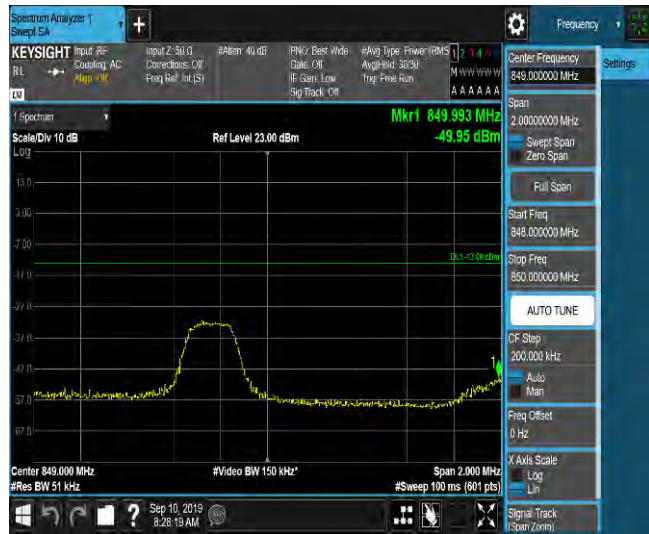 Spectrum Analyzer 1
Swept SA
+
Frequency
KEYSIGHT
Input: RF
Input Z: 50 Ω
#Atten: 40 dB
PNO: Best Wide
#Avg Type: Power (RMS
1 2 3 4
RL
Coupling: AC
Corrections: Off
Gate: Off
Avg|Hold: 30/30
M W W W W W
Align: Off
Freq Ref: Int (S)
IF Gain: Low
Trig: Free Run
Sig Track: Off
A A A A A A
Center Frequency
849.000000 MHz
Settings
Span
2.00000000 MHz
Swept Span
Zero Span
Full Span
Start Freq
848.000000 MHz
Stop Freq
850.000000 MHz
AUTO TUNE
CF Step
200.000 kHz
Auto
Man
Freq Offset
0 Hz
X Axis Scale
Log
Lin
Signal Track
(Span Zoom)
1 Spectrum
Mkr1 849.993 MHz
Scale/Div 10 dB
Ref Level 23.00 dBm
-49.95 dBm
Log
13.0
3.00
-7.00
DL1 -13.00 dBm
-17.0
-27.0
-37.0
1
-47.0
-57.0
-67.0
Center 849.000 MHz
#Video BW 150 kHz*
Span 2.000 MHz
#Res BW 51 kHz
#Sweep 100 ms (601 pts)
?
Sep 10, 2019
8:28:19 AM